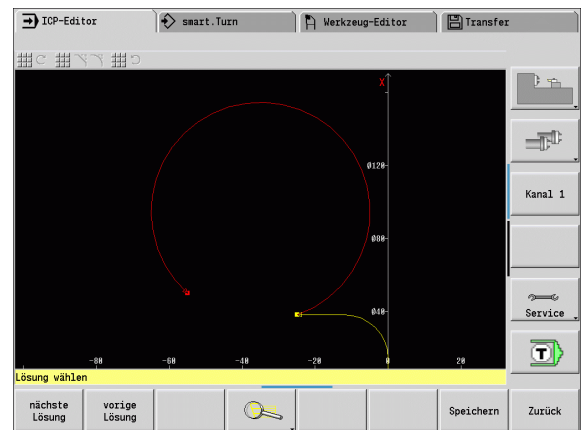 ICP-Editor smart.Turn Werkzeug-Editor Transfer
X
Ø120
Ø80
Ø40
-80 -60 -40 -20 0 20
Lösung wählen
Kanal 1
Service
T
nächste Lösung
vorige Lösung
Speichern
Zurück